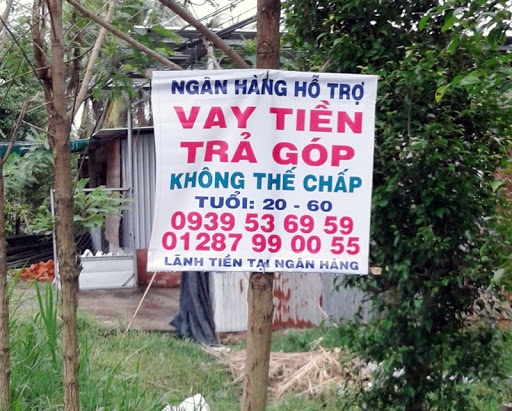 NGÂN HÀNG HỖ TRỢ
VAY TIỀN
TRẢ GÓP
KHÔNG THẾ CHẤP
TUỔI: 20 - 60
0939 53 69 59
01287 99 00 55
LÃNH TIỀN TẠI NGÂN HÀNG